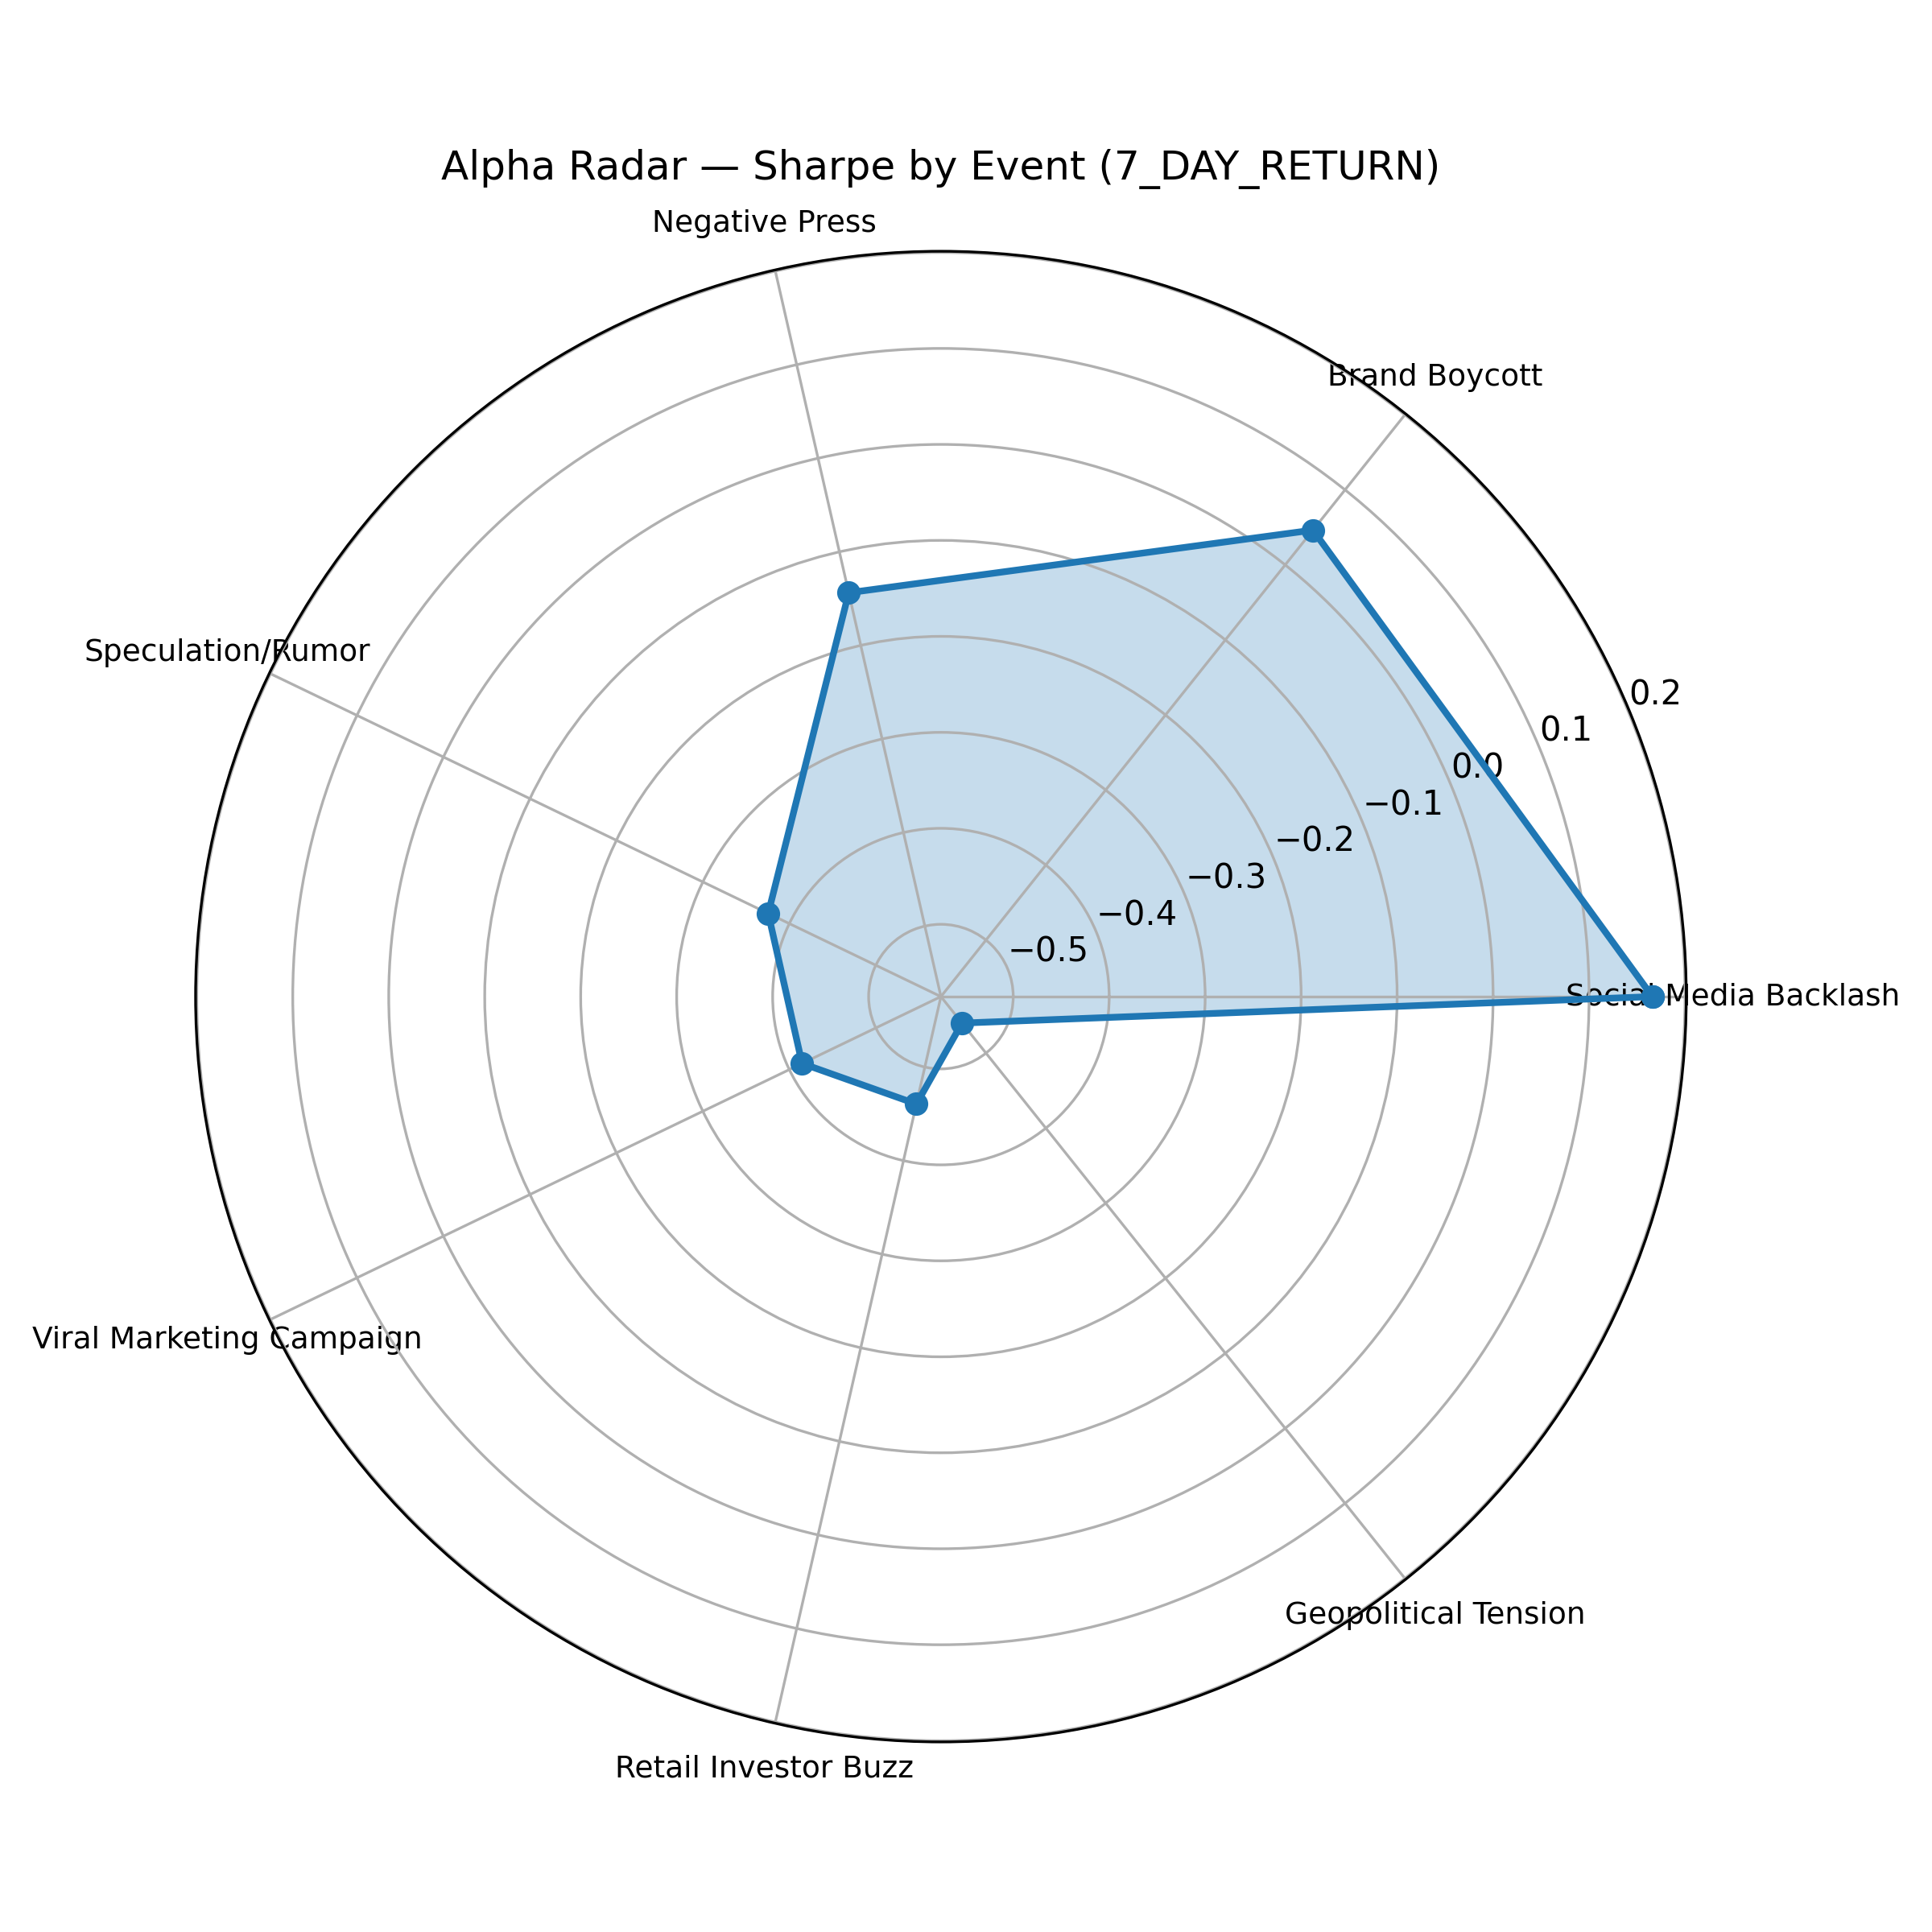 Alpha Radar — Sharpe by Event (7_DAY_RETURN)
Negative Press
Brand Boycott
Speculation/Rumor
0.2
0.1
0.0
−0.1
−0.2
−0.3
−0.4
−0.5
Social Media Backlash
Viral Marketing Campaign
Geopolitical Tension
Retail Investor Buzz